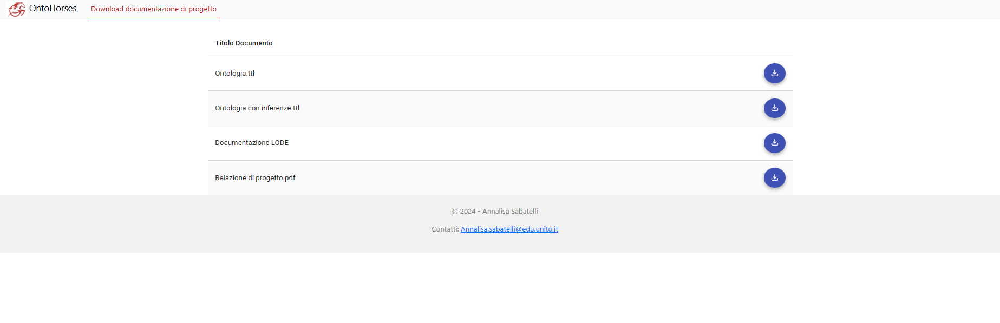 OntoHorses
Download documentazione di progetto
Titolo Documento
Ontologia.ttl
Ontologia con inferenze.ttl
Documentazione LODE
Relazione di progetto.pdf
© 2024 - Annalisa Sabatelli
Contatti: Annalisa.sabatelli@edu.unito.it